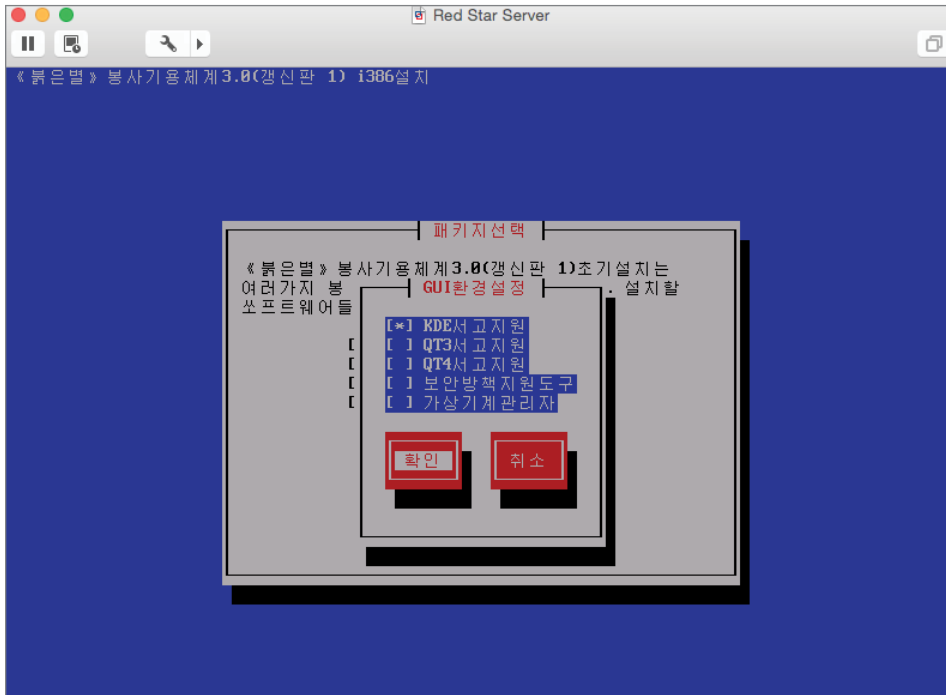 Red Star Server
《붉은별》봉사기용체계3.0(갱신판 1) i386설치
패키지선택
《붉은별》봉사기용체계3.0(갱신판 1)초기설치는
여러가지 봉
. 설치할
쏘프트웨어들
GUI환경설정
[*] KDE서고지원
[ ] QT3서고지원
[ ] QT4서고지원
[ ] 보안방책지원도구
[ ] 가상기계관리자
[
[
[
[
확인
취소